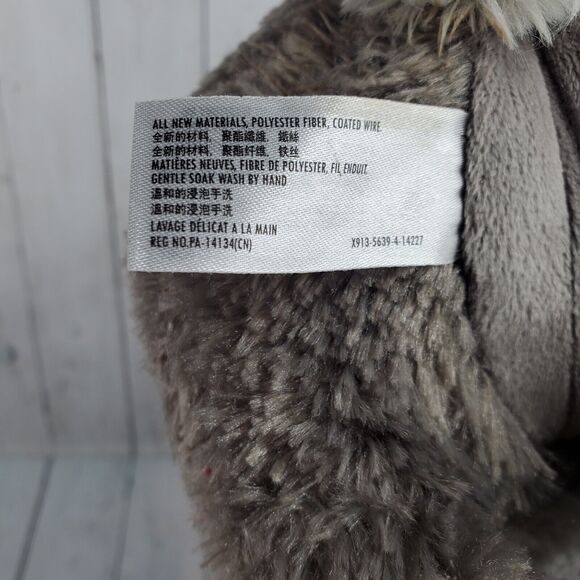 ALL NEW MATERIALS, POLYESTER FIBER, COATED WIRE.
全新的材料, 聚酯纖維, 鐵絲
全新的材料, 聚酯纤维, 铁丝
MATIÈRES NEUVES, FIBRE DE POLYESTER, FIL ENDUIT.
GENTLE SOAK WASH BY HAND
溫和的浸泡手洗
温和的浸泡手洗
LAVAGE DÉLICAT A LA MAIN
REG NO.PA-14134(CN) X913-5639-4-14227